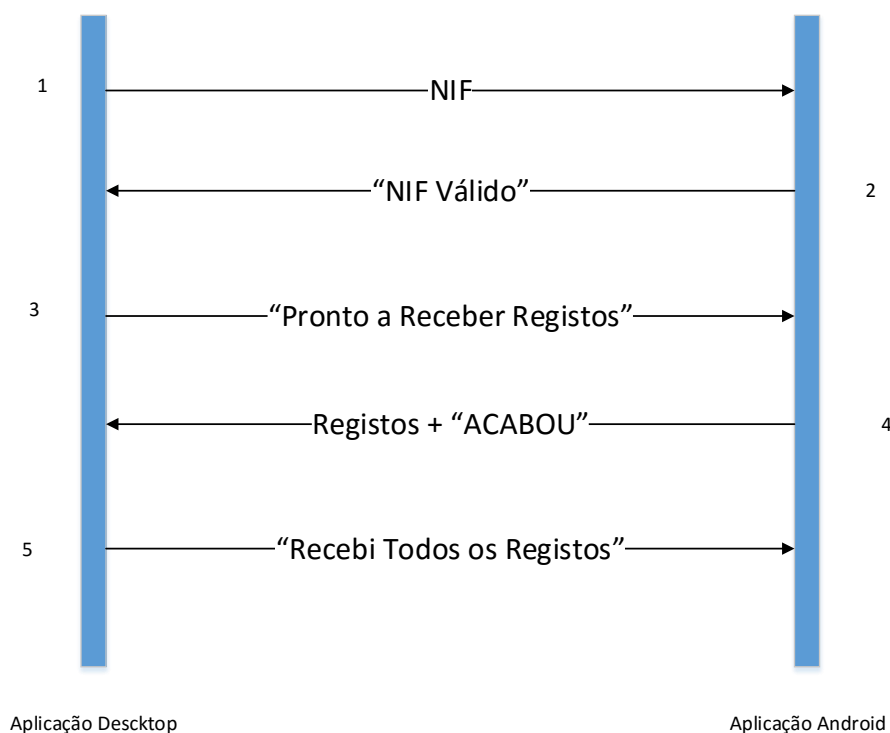 1
NIF
“NIF Válido”
2
3
“Pronto a Receber Registos”
Registos + “ACABOU”
4
5
“Recebi Todos os Registos”
Aplicação Descktop
Aplicação Android